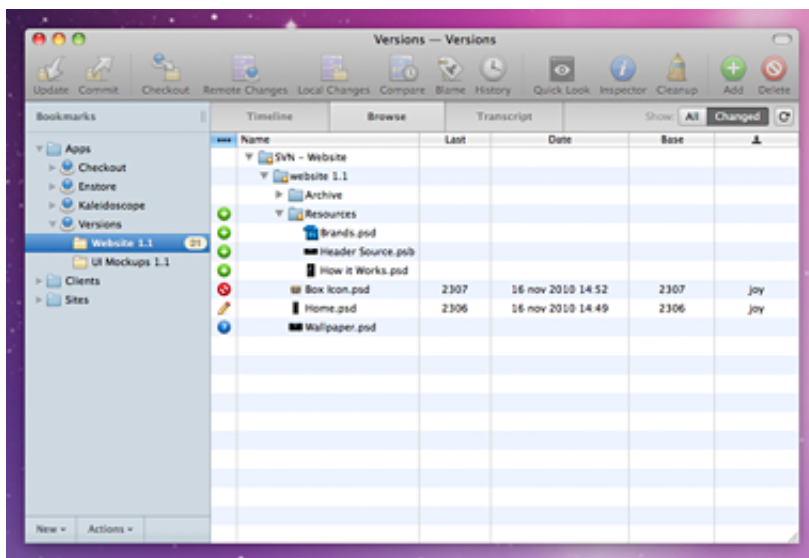 Versions — Versions
Update Commit Checkout Remote Changes Local Changes Compare Blame History Quick Look Inspector Cleanup Add Delete
Bookmarks Timeline Browse Transcript Show: All Changed
Name Last Date Base
Apps
Checkout
Enstore
Kaleidoscope
Versions
Website 1.1 21
UI Mockups 1.1
Clients
Sites
SVN - Website
website 1.1
Archive
Resources
Brands.psd
Header Source.psb
How it Works.psd
Box Icon.psd 2307 16 nov 2010 14:52 2307 joy
Home.psd 2306 16 nov 2010 14:49 2306 joy
Wallpaper.psd
New Actions